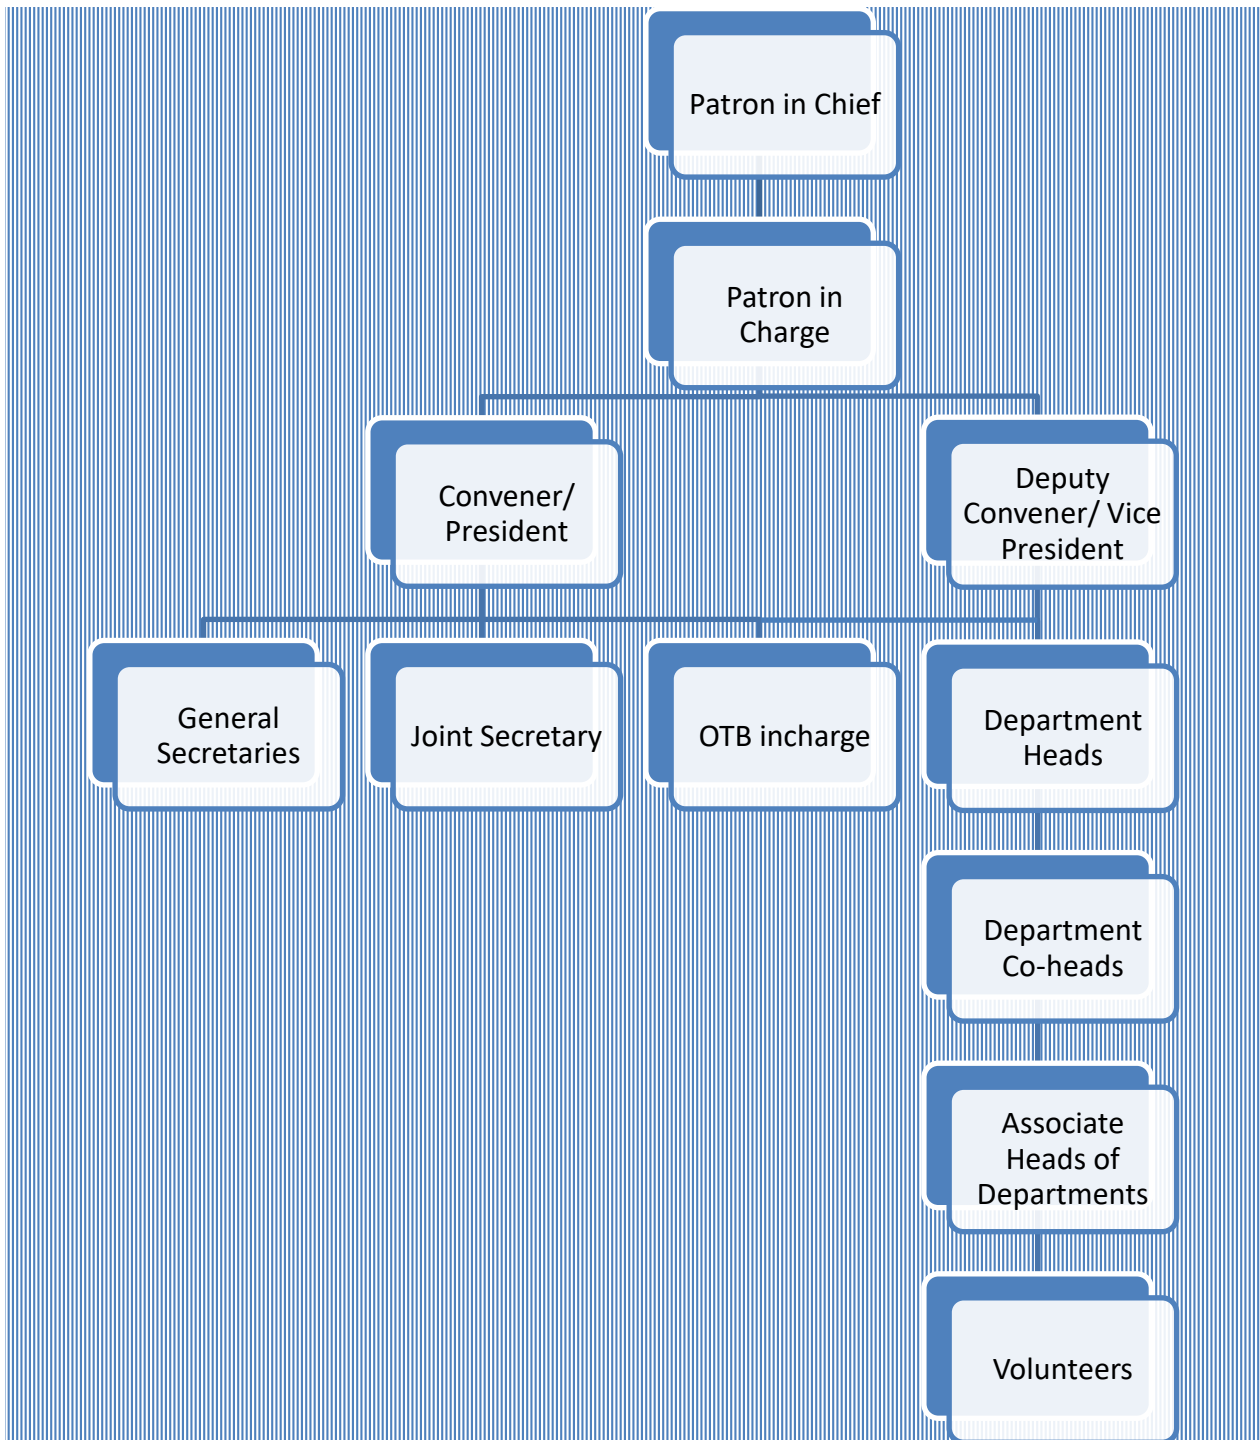 Patron in Chief
Patron in
Charge
Convener/
President
Deputy
Convener/ Vice
President
General
Secretaries
Joint Secretary
OTB incharge
Department
Heads
Department
Co-heads
Associate
Heads of
Departments
Volunteers